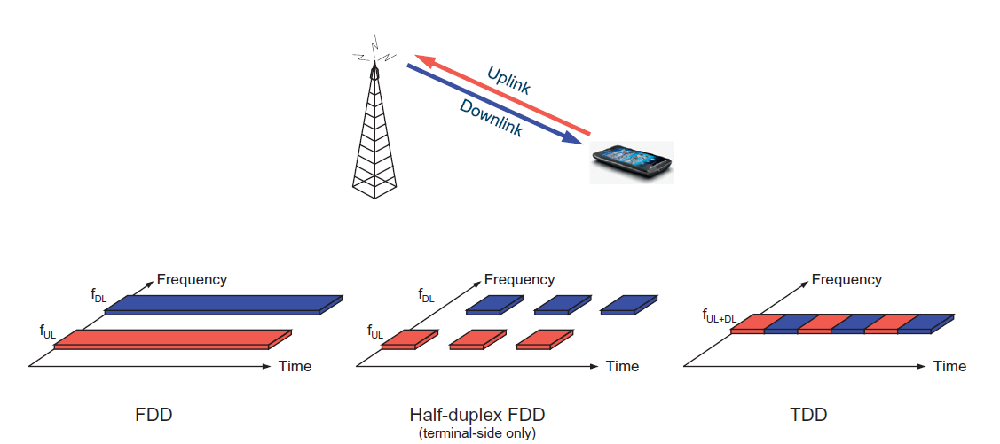 Uplink
Downlink
Frequency
f_DL
f_UL
Time
FDD
Frequency
f_DL
f_UL
Time
Half-duplex FDD
(terminal-side only)
Frequency
f_UL+DL
Time
TDD